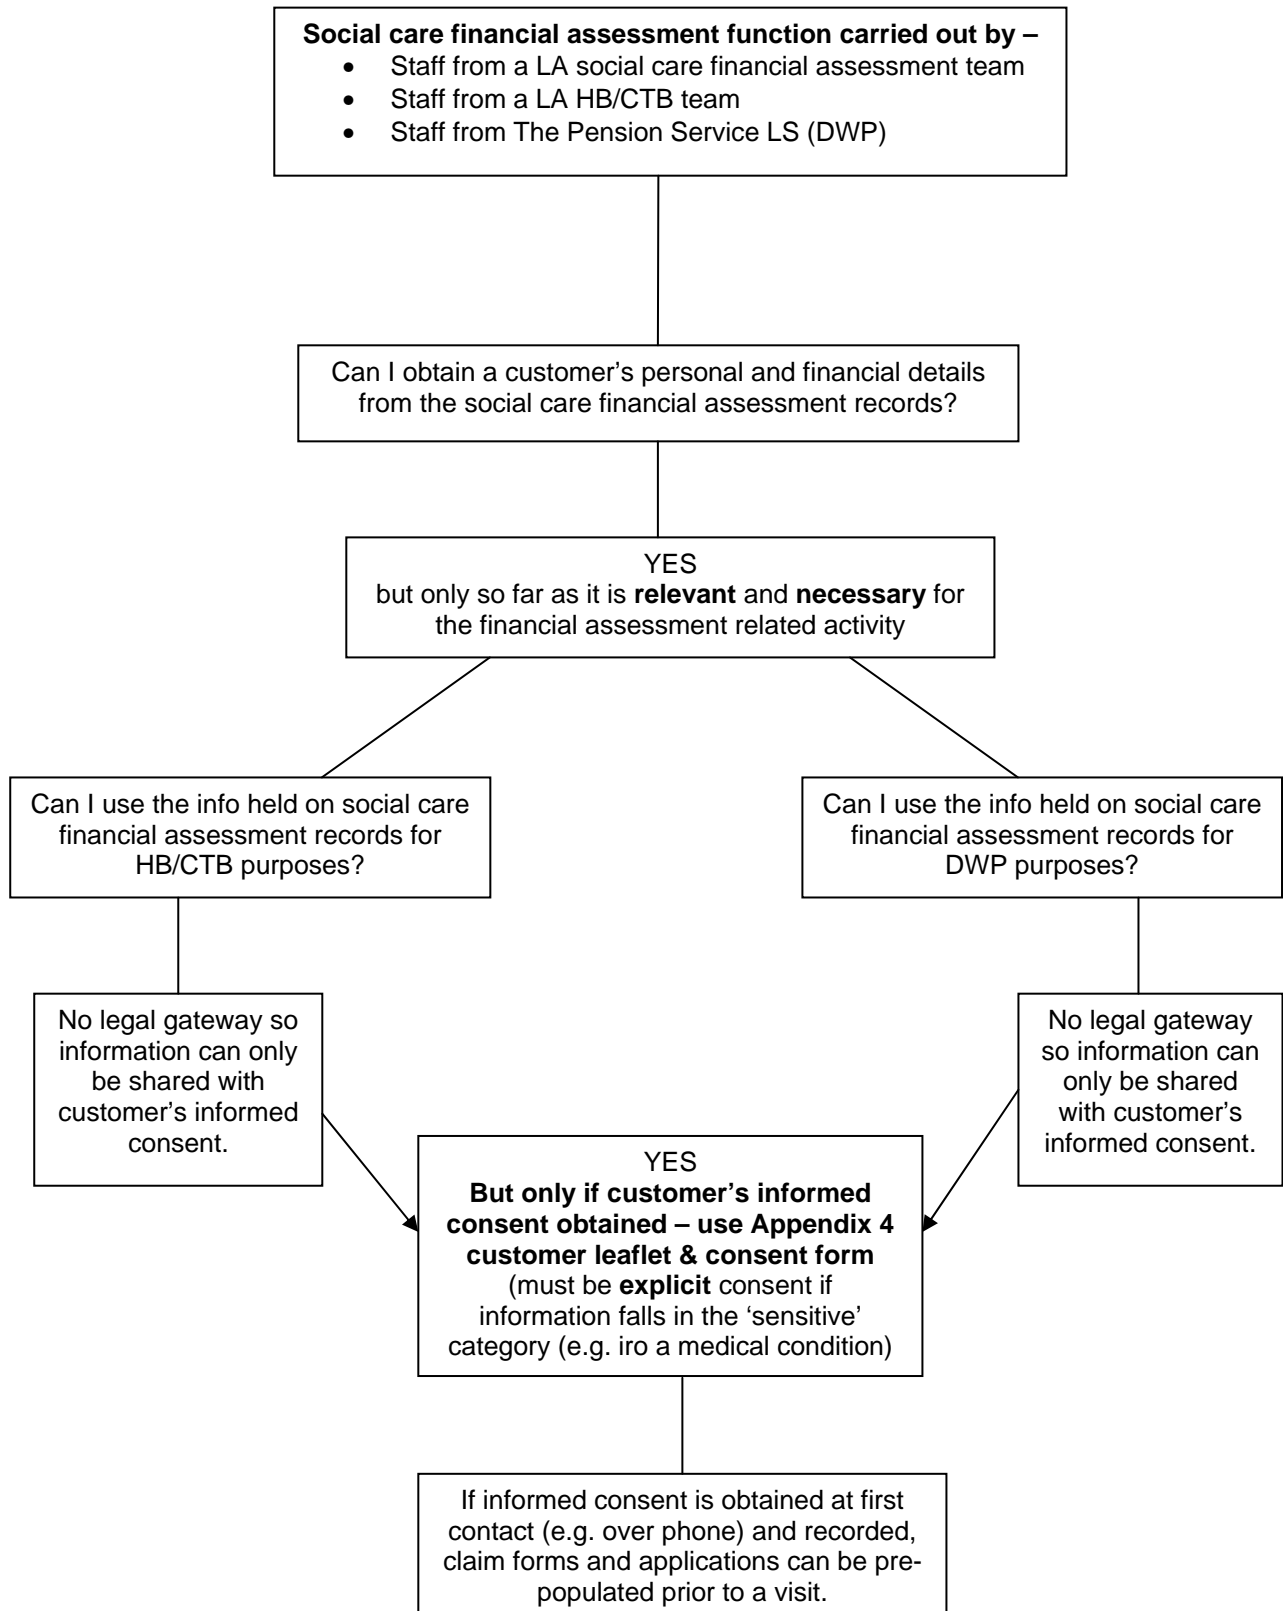 Social care financial assessment function carried out by –
• Staff from a LA social care financial assessment team
• Staff from a LA HB/CTB team
• Staff from The Pension Service LS (DWP)
Can I obtain a customer’s personal and financial details
from the social care financial assessment records?
YES
but only so far as it is relevant and necessary for
the financial assessment related activity
Can I use the info held on social care
financial assessment records for
HB/CTB purposes?
Can I use the info held on social care
financial assessment records for
DWP purposes?
No legal gateway so
information can only
be shared with
customer’s informed
consent.
No legal gateway
so information can
only be shared
with customer’s
informed consent.
YES
But only if customer’s informed
consent obtained – use Appendix 4
customer leaflet & consent form
(must be explicit consent if
information falls in the ‘sensitive’
category (e.g. iro a medical condition)
If informed consent is obtained at first
contact (e.g. over phone) and recorded,
claim forms and applications can be pre-
populated prior to a visit.